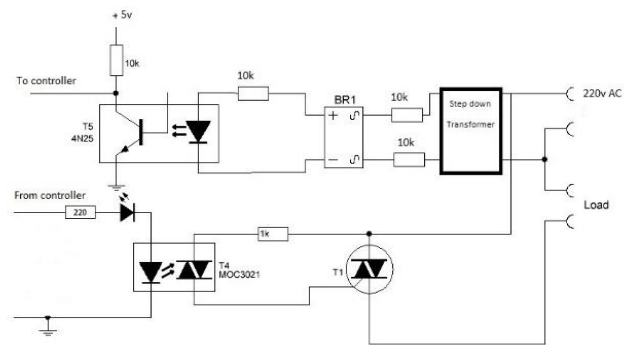 + 5v
10k
To controller
T5
4N25
10k
BR1
10k
10k
Step down
Transformer
220v AC
From controller
220
1k
T4
MOC3021
T1
Load